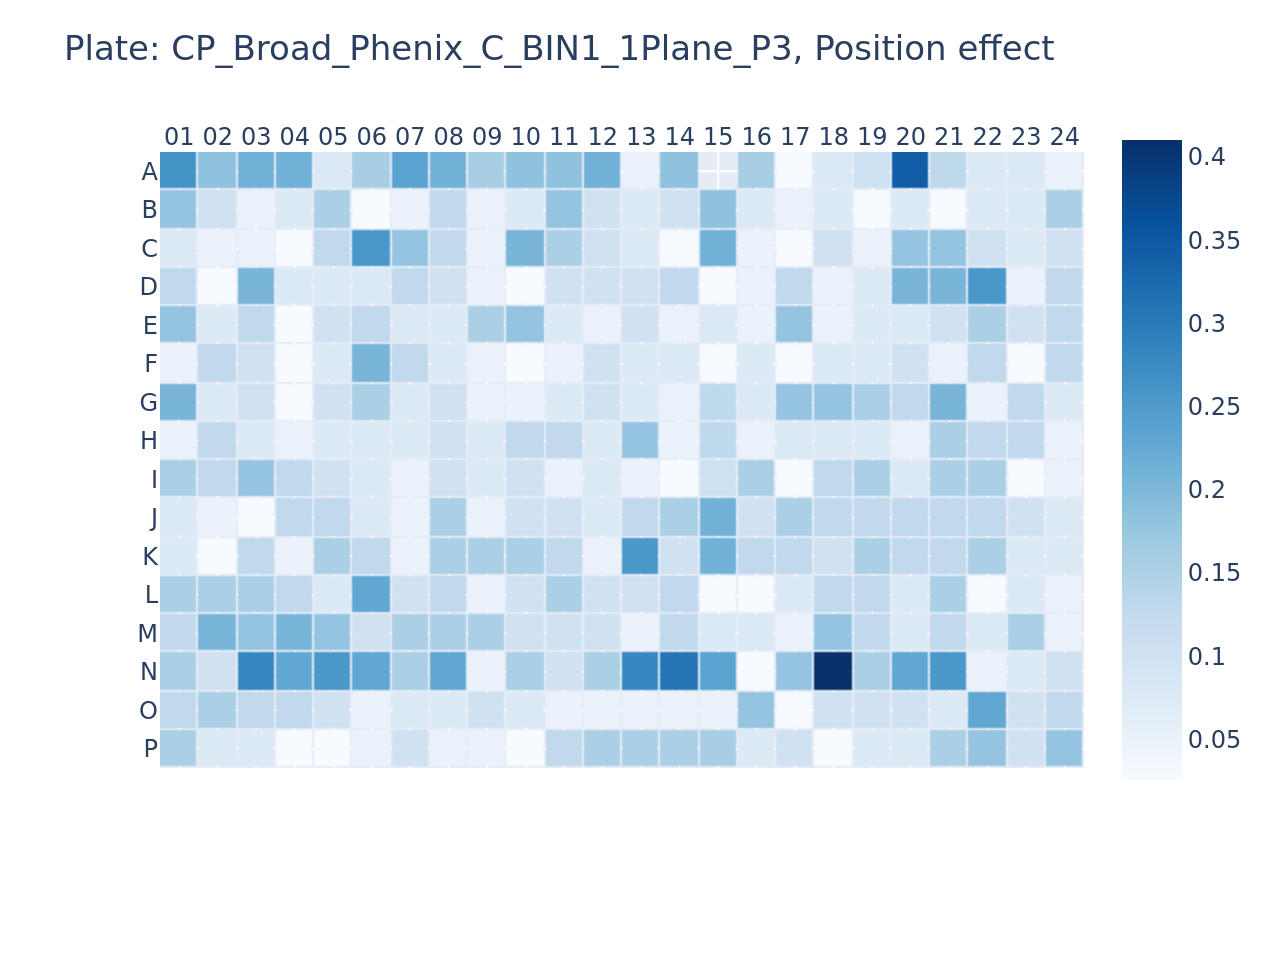 Plate: CP_Broad_Phenix_C_BIN1_1Plane_P3, Position effect
01 02 03 04 05 06 07 08 09 10 11 12 13 14 15 16 17 18 19 20 21 22 23 24
A
B
C
D
E
F
G
H
I
J
K
L
M
N
O
P
0.4
0.35
0.3
0.25
0.2
0.15
0.1
0.05